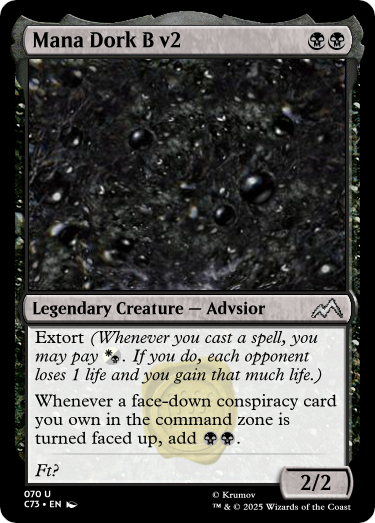 Mana Dork B v2
Legendary Creature — Advsior
Extort (Whenever you cast a spell, you
may pay . If you do, each opponent
loses 1 life and you gain that much life.)
Whenever a face-down conspiracy card
you own in the command zone is
turned faced up, add .
Ft?
2/2
070 U
C73 • EN
© Krumov
™ & © 2025 Wizards of the Coast